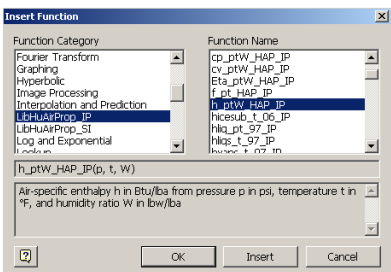 Insert Function
Function Category
Function Name
Fourier Transform
Graphing
Hyperbolic
Image Processing
Interpolation and Prediction
LibHuAirProp_IP
LibHuAirProp_SI
Log and Exponential
Lookup
cp_ptW_HAP_IP
cv_ptW_HAP_IP
Eta_ptW_HAP_IP
f_pt_HAP_IP
h_ptW_HAP_IP
hicesub_t_06_IP
hliq_pt_97_IP
hliqs_t_97_IP
hvaps_t_97_IP
h_ptW_HAP_IP(p, t, W)
Air-specific enthalpy h in Btu/lba from pressure p in psi, temperature t in
°F, and humidity ratio W in lbw/lba
OK
Insert
Cancel